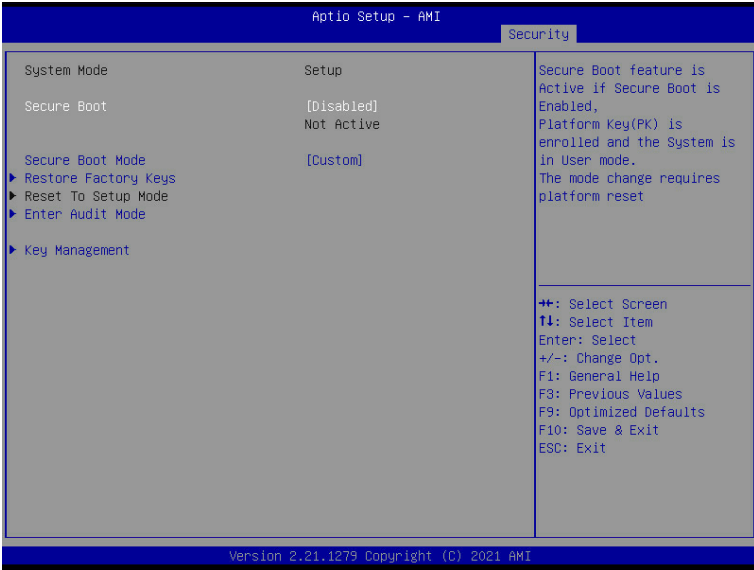 Aptio Setup – AMI
Security
System Mode Setup
Secure Boot [Disabled]
Not Active
Secure Boot Mode [Custom]
Restore Factory Keys
Reset To Setup Mode
Enter Audit Mode
Key Management
Secure Boot feature is
Active if Secure Boot is
Enabled,
Platform Key(PK) is
enrolled and the System is
in User mode.
The mode change requires
platform reset
→←: Select Screen
↑↓: Select Item
Enter: Select
+/-: Change Opt.
F1: General Help
F3: Previous Values
F9: Optimized Defaults
F10: Save & Exit
ESC: Exit
Version 2.21.1279 Copyright (C) 2021 AMI